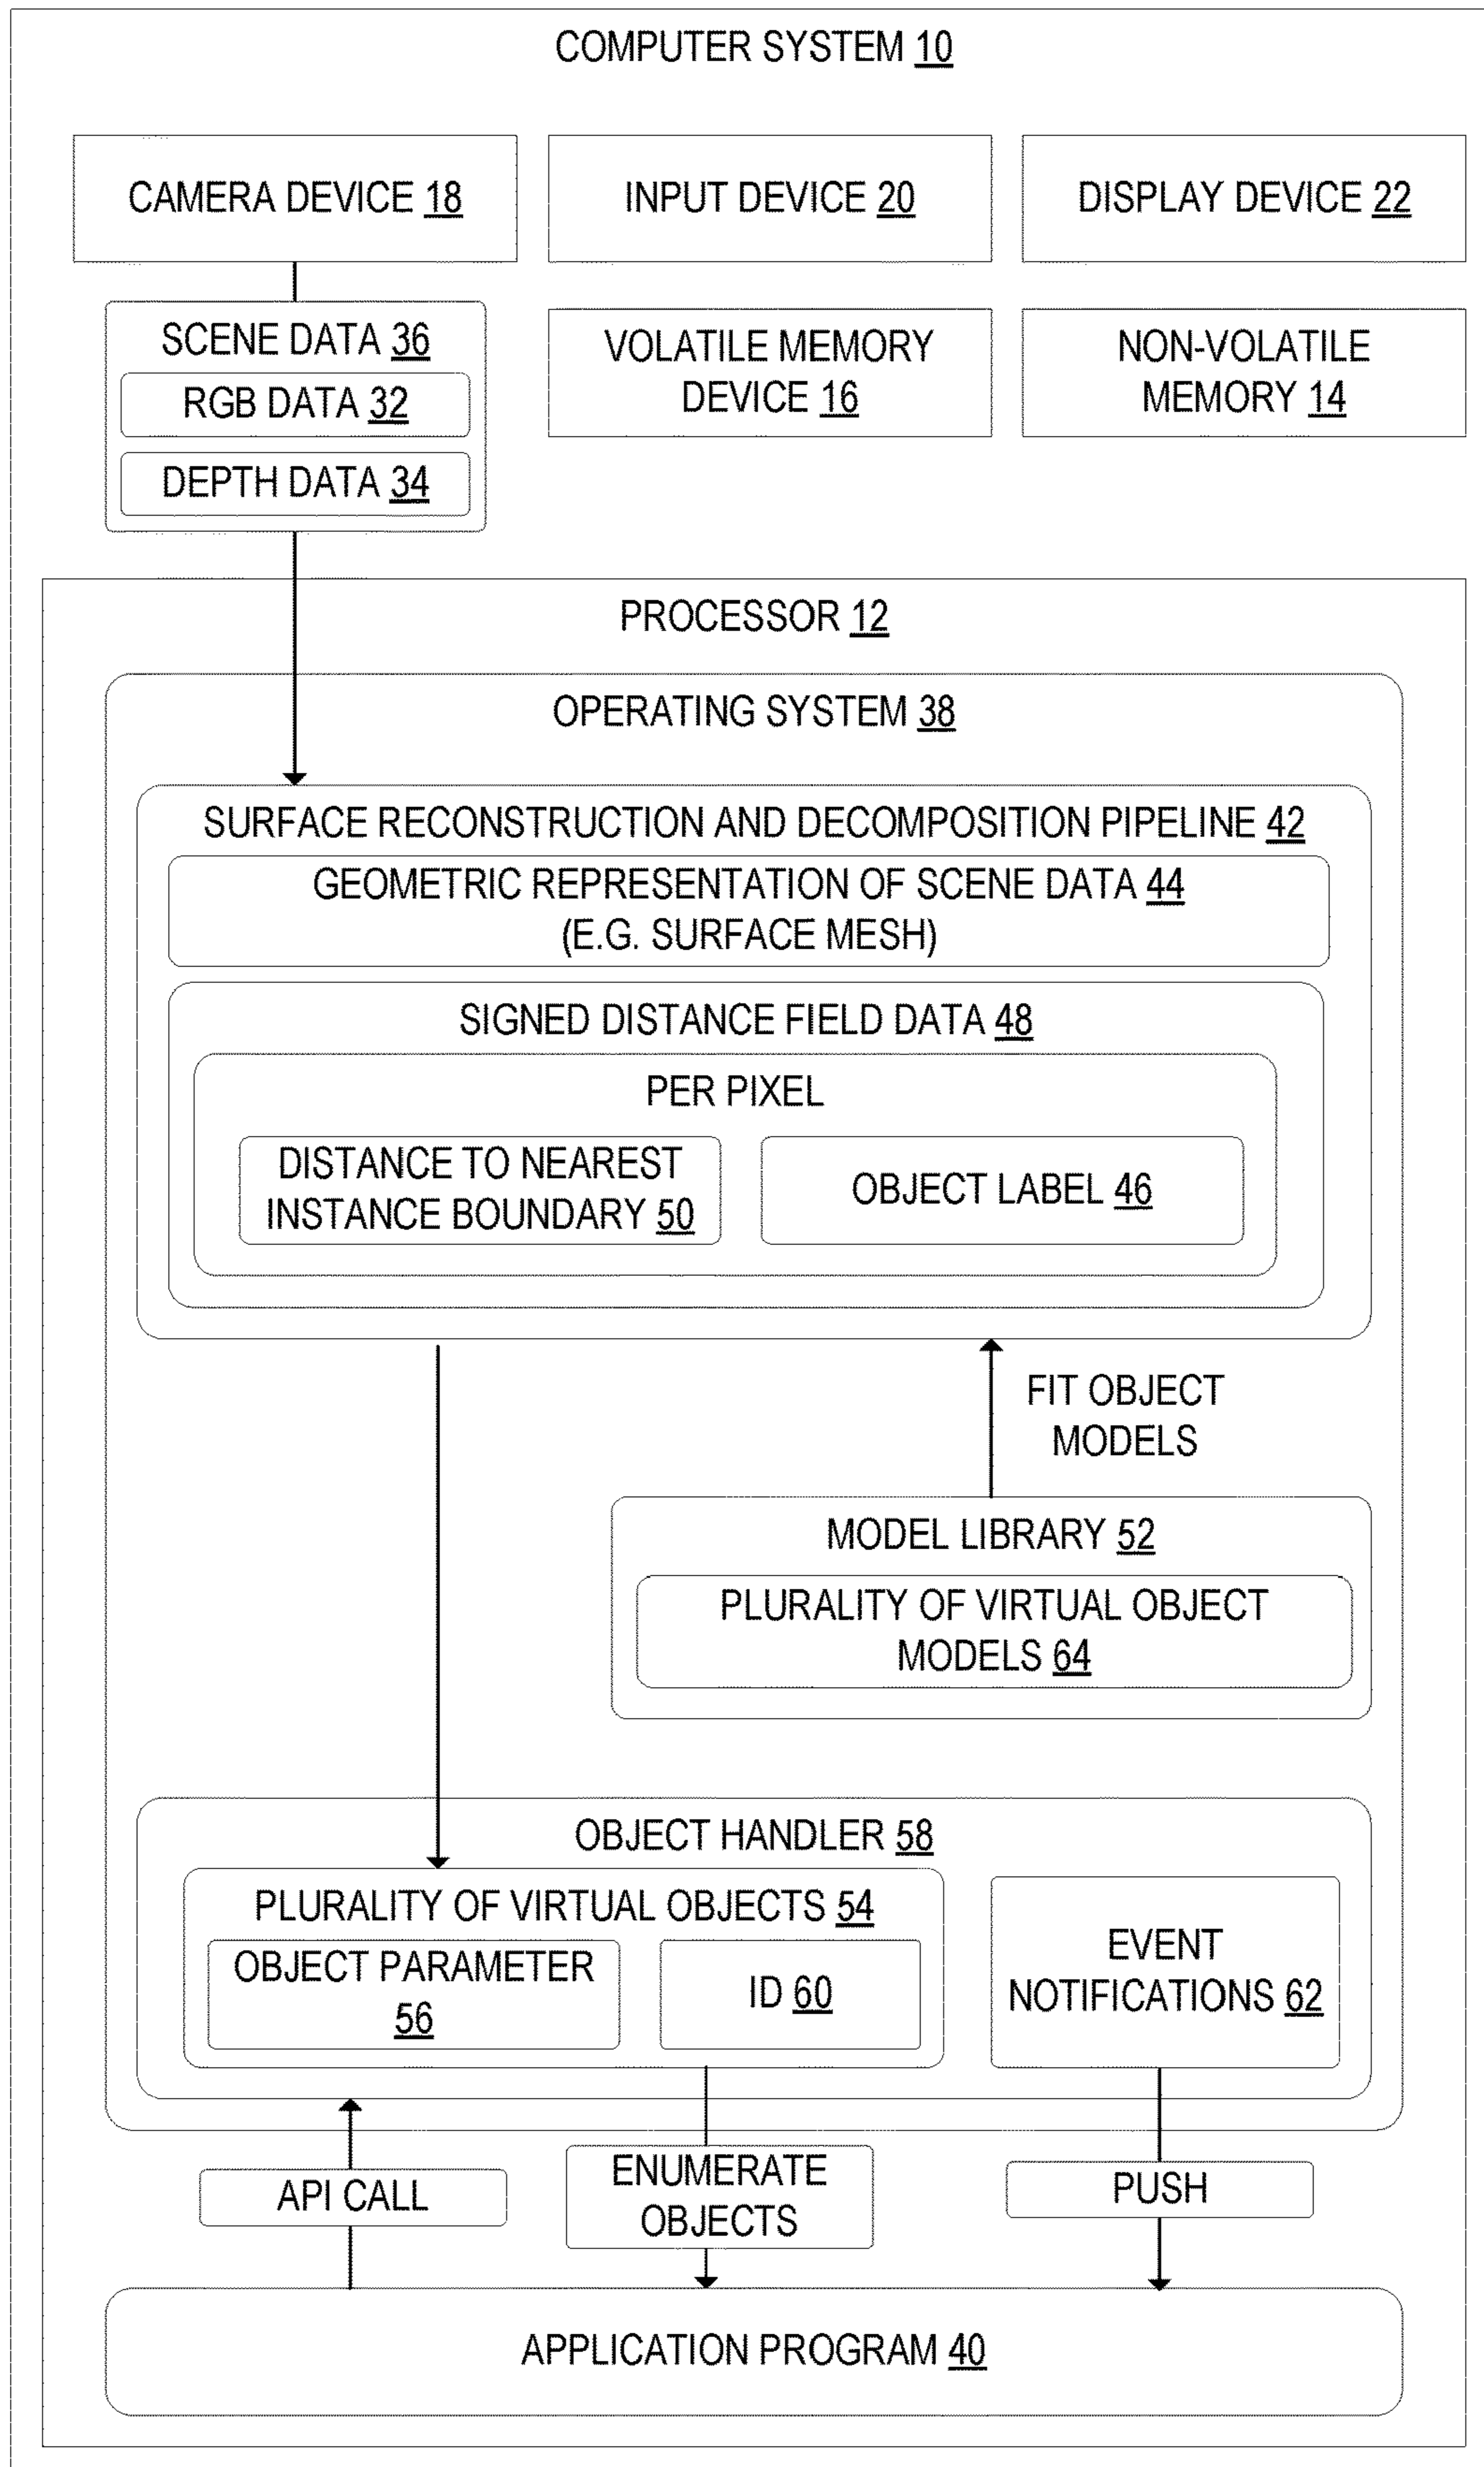 COMPUTER SYSTEM 10
CAMERA DEVICE 18
INPUT DEVICE 20
DISPLAY DEVICE 22
SCENE DATA 36
RGB DATA 32
DEPTH DATA 34
VOLATILE MEMORY
DEVICE 16
NON-VOLATILE
MEMORY 14
PROCESSOR 12
OPERATING SYSTEM 38
SURFACE RECONSTRUCTION AND DECOMPOSITION PIPELINE 42
GEOMETRIC REPRESENTATION OF SCENE DATA 44
(E.G. SURFACE MESH)
SIGNED DISTANCE FIELD DATA 48
PER PIXEL
DISTANCE TO NEAREST
INSTANCE BOUNDARY 50
OBJECT LABEL 46
FIT OBJECT
MODELS
MODEL LIBRARY 52
PLURALITY OF VIRTUAL OBJECT
MODELS 64
OBJECT HANDLER 58
PLURALITY OF VIRTUAL OBJECTS 54
OBJECT PARAMETER
56
ID 60
EVENT
NOTIFICATIONS 62
API CALL
ENUMERATE
OBJECTS
PUSH
APPLICATION PROGRAM 40